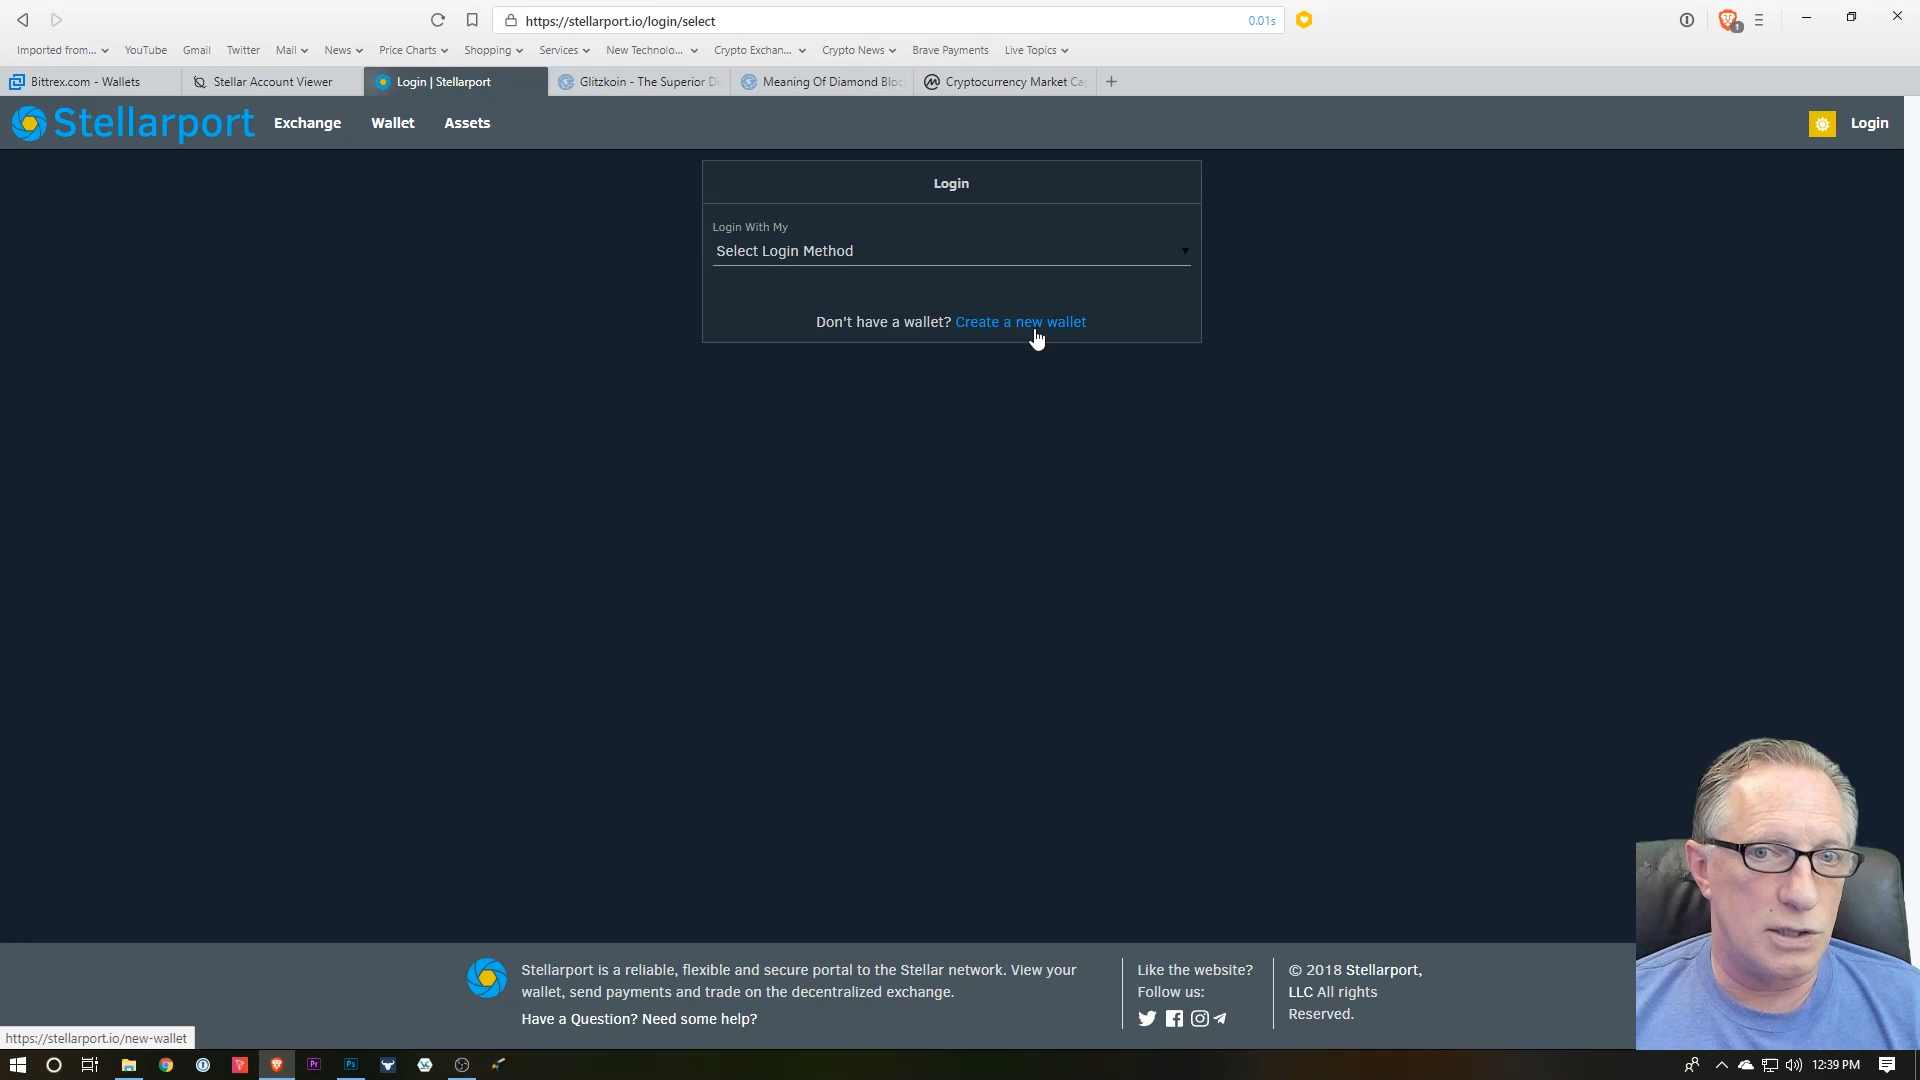 https://stellarport.io/login/select
0.01s
1
Imported from...
YouTube
Gmail
Twitter
Mail
News
Price Charts
Shopping
Services
New Technolo...
Crypto Exchan...
Crypto News
Brave Payments
Live Topics
Bittrex.com - Wallets
Stellar Account Viewer
Login | Stellarport
Glitzkoin - The Superior Di
Meaning Of Diamond Bloc
Cryptocurrency Market Ca
Stellarport
Exchange
Wallet
Assets
Login
Login
Login With My
Select Login Method
Don't have a wallet? Create a new wallet
Stellarport is a reliable, flexible and secure portal to the Stellar network. View your
wallet, send payments and trade on the decentralized exchange.
Have a Question? Need some help?
Like the website?
Follow us:
© 2018 Stellarport,
LLC All rights
Reserved.
https://stellarport.io/new-wallet
Pr
Ps
12:39 PM